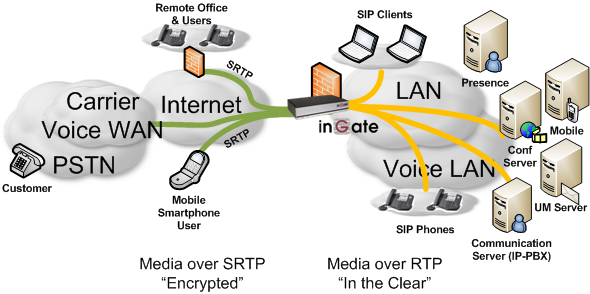 Remote Office
& Users
SIP Clients
SRTP
Presence
Carrier
Voice WAN
Internet
LAN
inGate
Mobile
Conf
Server
PSTN
SRTP
Voice LAN
Customer
Mobile
Smartphone
User
SIP Phones
UM Server
Communication
Server (IP-PBX)
Media over SRTP
"Encrypted"
Media over RTP
"In the Clear"